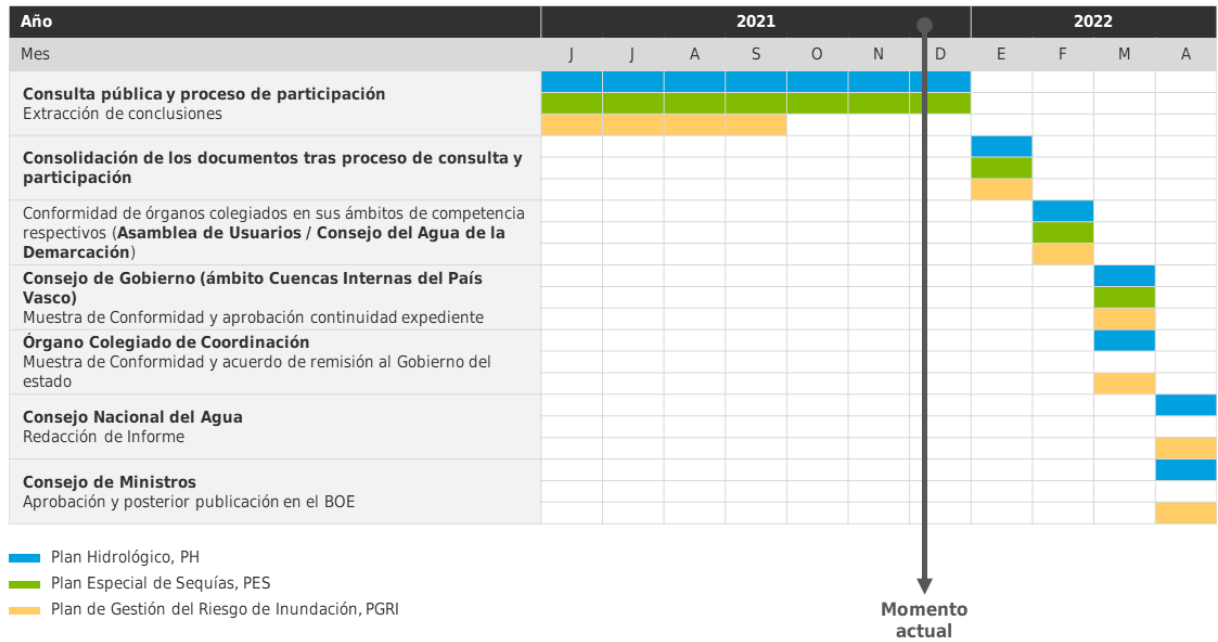 Año 2021 2022
Mes J J A S O N D E F M A
Consulta pública y proceso de participación
Extracción de conclusiones
Consolidación de los documentos tras proceso de consulta y
participación
Conformidad de órganos colegiados en sus ámbitos de competencia
respectivos (Asamblea de Usuarios / Consejo del Agua de la
Demarcación)
Consejo de Gobierno (ámbito Cuencas Internas del País
Vasco)
Muestra de Conformidad y aprobación continuidad expediente
Órgano Colegiado de Coordinación
Muestra de Conformidad y acuerdo de remisión al Gobierno del
estado
Consejo Nacional del Agua
Redacción de Informe
Consejo de Ministros
Aprobación y posterior publicación en el BOE
Plan Hidrológico, PH
Plan Especial de Sequías, PES
Plan de Gestión del Riesgo de Inundación, PGRI
Momento
actual